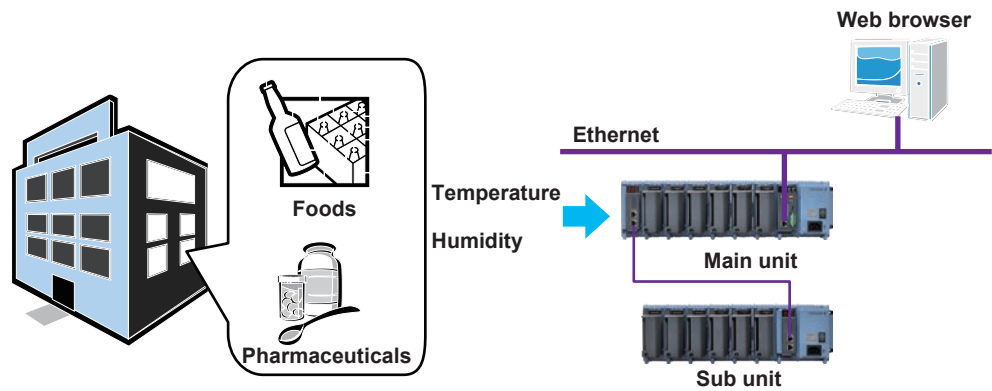 Web browser
Ethernet
Foods
Temperature
Humidity
Main unit
Pharmaceuticals
Sub unit